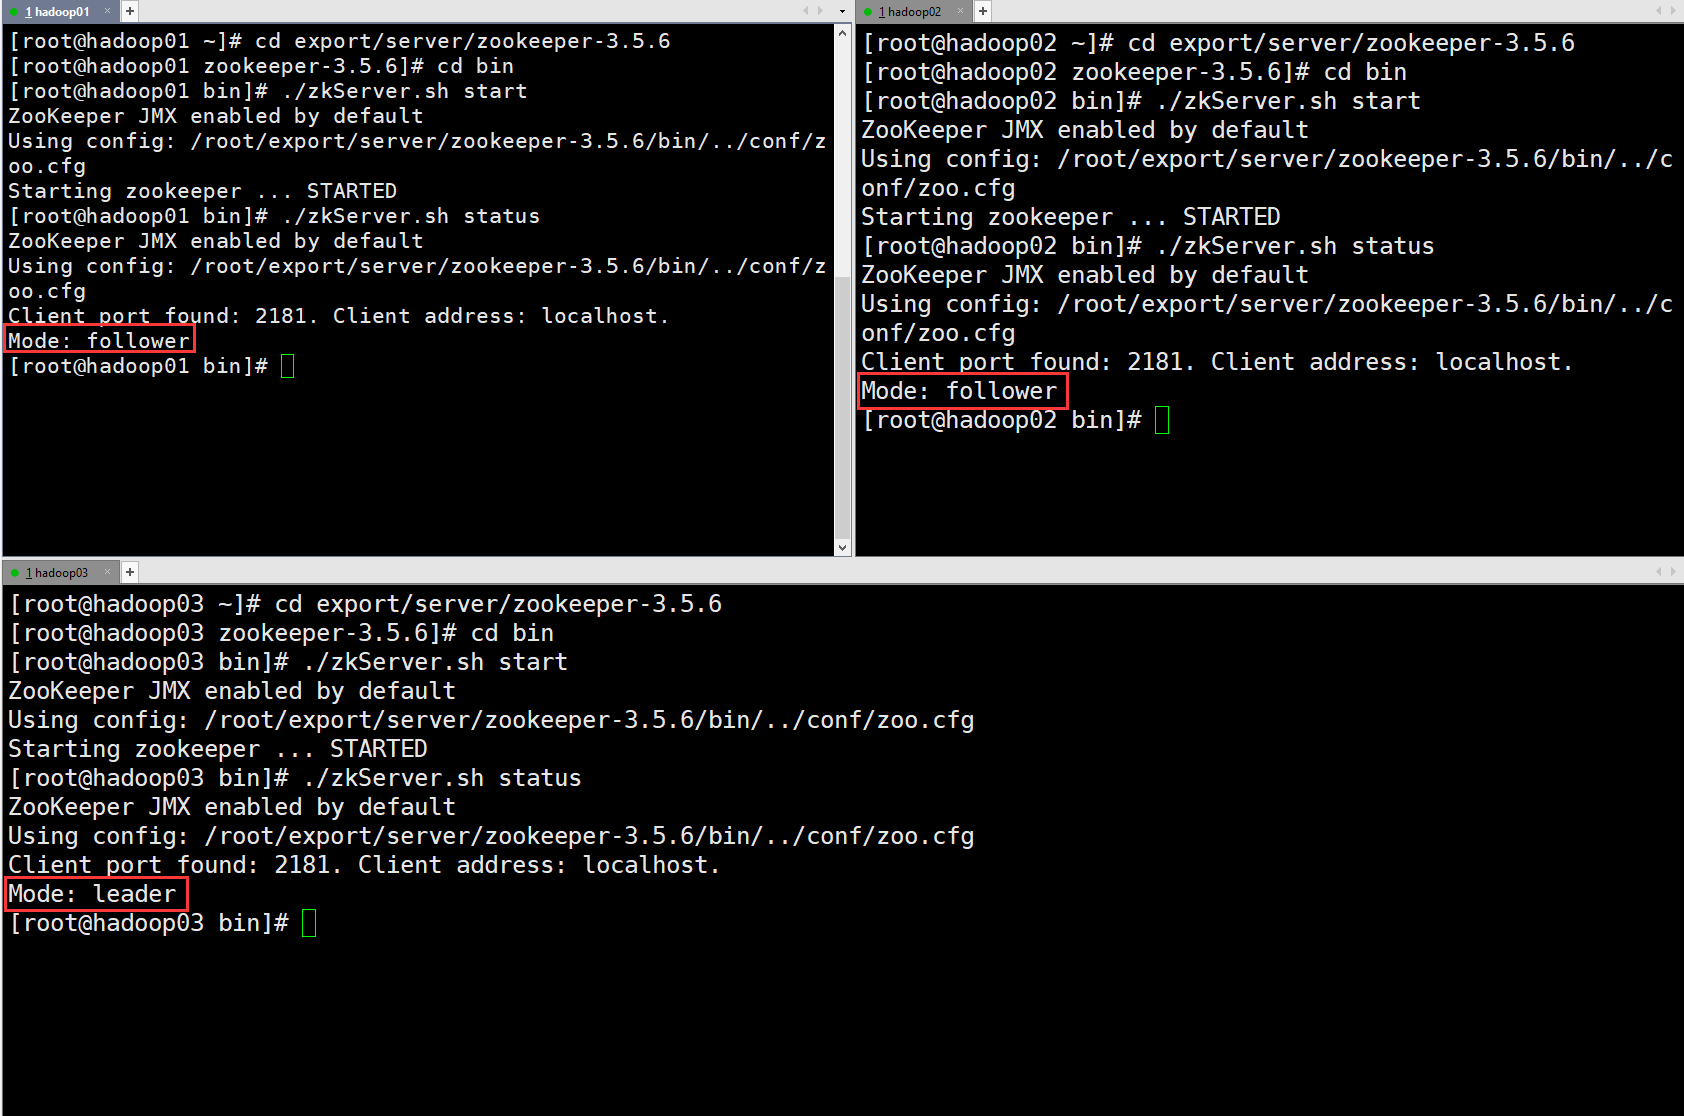 1 hadoop01
[root@hadoop01 ~]# cd export/server/zookeeper-3.5.6
[root@hadoop01 zookeeper-3.5.6]# cd bin
[root@hadoop01 bin]# ./zkServer.sh start
ZooKeeper JMX enabled by default
Using config: /root/export/server/zookeeper-3.5.6/bin/../conf/z
oo.cfg
Starting zookeeper ... STARTED
[root@hadoop01 bin]# ./zkServer.sh status
ZooKeeper JMX enabled by default
Using config: /root/export/server/zookeeper-3.5.6/bin/../conf/z
oo.cfg
Client port found: 2181. Client address: localhost.
Mode: follower
[root@hadoop01 bin]#
1 hadoop02
[root@hadoop02 ~]# cd export/server/zookeeper-3.5.6
[root@hadoop02 zookeeper-3.5.6]# cd bin
[root@hadoop02 bin]# ./zkServer.sh start
ZooKeeper JMX enabled by default
Using config: /root/export/server/zookeeper-3.5.6/bin/../c
onf/zoo.cfg
Starting zookeeper ... STARTED
[root@hadoop02 bin]# ./zkServer.sh status
ZooKeeper JMX enabled by default
Using config: /root/export/server/zookeeper-3.5.6/bin/../c
onf/zoo.cfg
Client port found: 2181. Client address: localhost.
Mode: follower
[root@hadoop02 bin]#
1 hadoop03
[root@hadoop03 ~]# cd export/server/zookeeper-3.5.6
[root@hadoop03 zookeeper-3.5.6]# cd bin
[root@hadoop03 bin]# ./zkServer.sh start
ZooKeeper JMX enabled by default
Using config: /root/export/server/zookeeper-3.5.6/bin/../conf/zoo.cfg
Starting zookeeper ... STARTED
[root@hadoop03 bin]# ./zkServer.sh status
ZooKeeper JMX enabled by default
Using config: /root/export/server/zookeeper-3.5.6/bin/../conf/zoo.cfg
Client port found: 2181. Client address: localhost.
Mode: leader
[root@hadoop03 bin]#